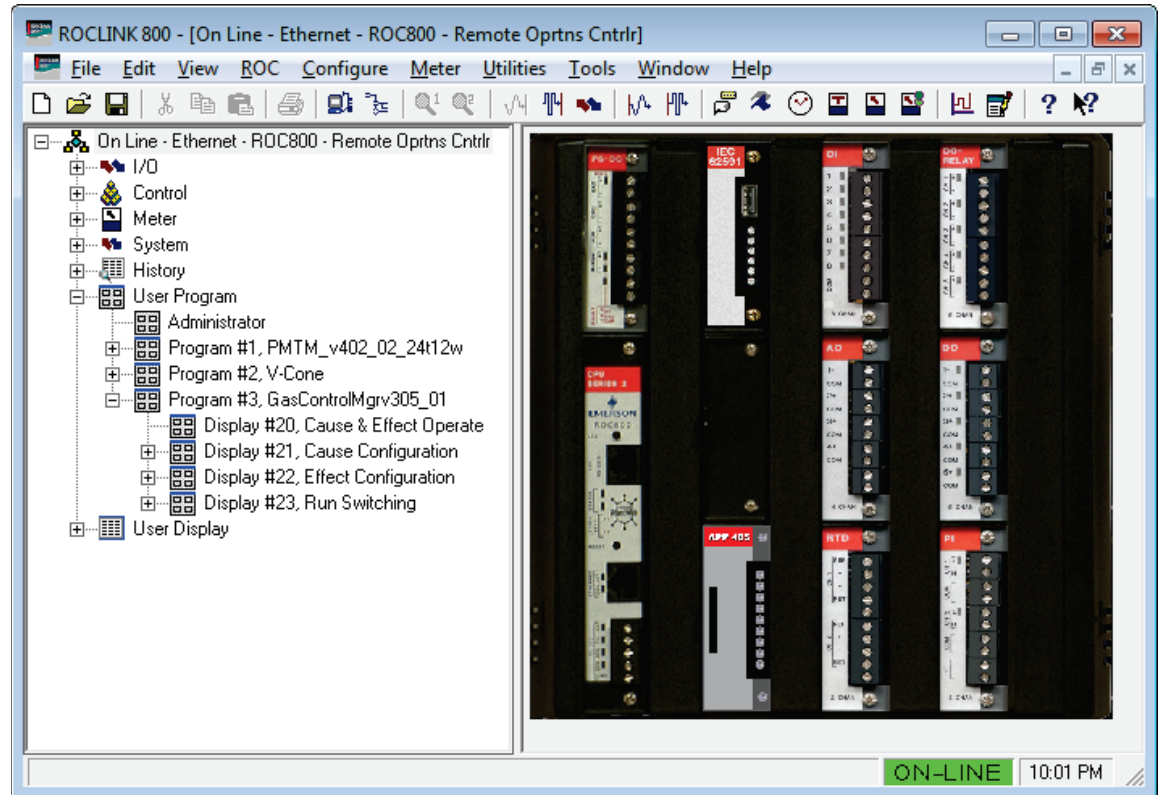 ROCLINK 800 - [On Line - Ethernet - ROC800 - Remote Oprtns Cntrlr]
File Edit View ROC Configure Meter Utilities Tools Window Help
On Line - Ethernet - ROC800 - Remote Oprtns Cntrlr
I/O
Control
Meter
System
History
User Program
Administrator
Program #1, PMTM_v402_02_24t12w
Program #2, V-Cone
Program #3, GasControlMgrv305_01
Display #20, Cause & Effect Operate
Display #21, Cause Configuration
Display #22, Effect Configuration
Display #23, Run Switching
User Display
PS-DC
IEC
62591
DI
DO-
RELAY
CPU
SERIES 2
EMERSON
ROC800
AO
DO
APP 485
RTD
PI
ON-LINE
10:01 PM